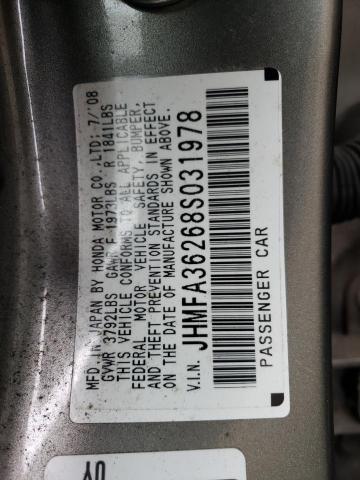 MFD. IN JAPAN BY HONDA MOTOR CO.,LTD: 7/'08
GVWR 3792LBS GAWR F 1973LBS R 1841LBS
THIS VEHICLE CONFORMS TO ALL APPLICABLE
FEDERAL MOTOR VEHICLE SAFETY, BUMPER,
AND THEFT PREVENTION STANDARDS IN EFFECT
ON THE DATE OF MANUFACTURE SHOWN ABOVE.
V.I.N. JHMFA36268S031978
PASSENGER CAR